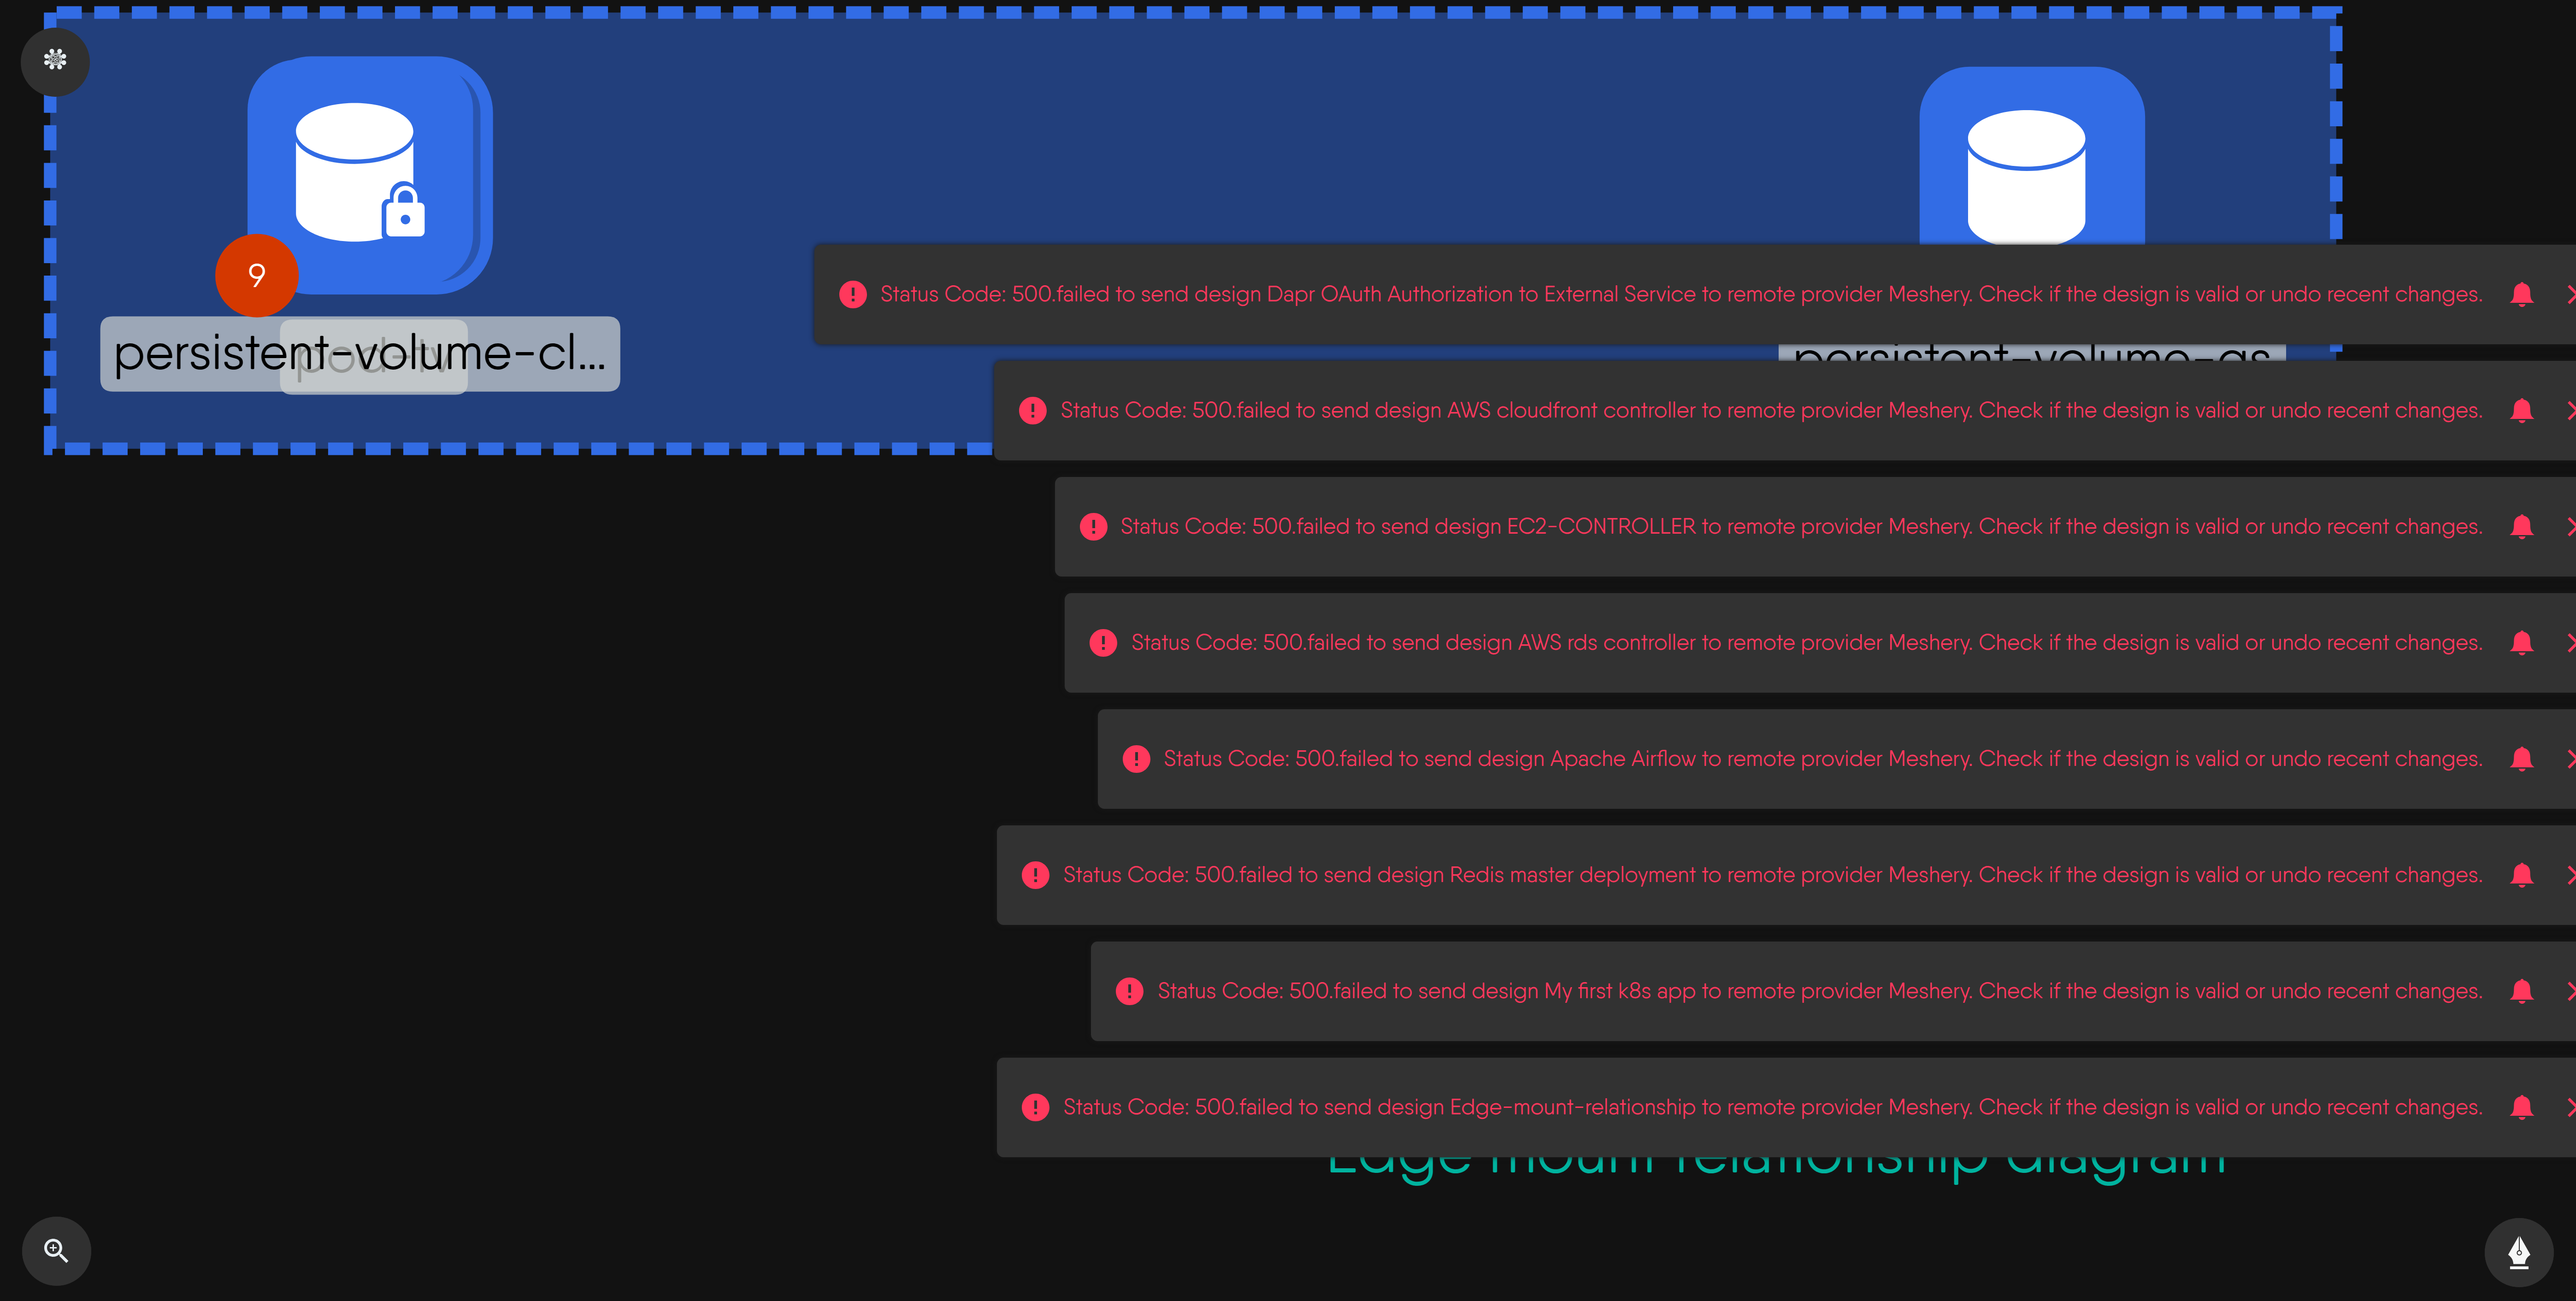 9
persistent-volume-cl...
pod-tv
persistent-volume-as
Status Code: 500.failed to send design Dapr OAuth Authorization to External Service to remote provider Meshery. Check if the design is valid or undo recent changes.
Status Code: 500.failed to send design AWS cloudfront controller to remote provider Meshery. Check if the design is valid or undo recent changes.
Status Code: 500.failed to send design EC2-CONTROLLER to remote provider Meshery. Check if the design is valid or undo recent changes.
Status Code: 500.failed to send design AWS rds controller to remote provider Meshery. Check if the design is valid or undo recent changes.
Status Code: 500.failed to send design Apache Airflow to remote provider Meshery. Check if the design is valid or undo recent changes.
Status Code: 500.failed to send design Redis master deployment to remote provider Meshery. Check if the design is valid or undo recent changes.
Status Code: 500.failed to send design My first k8s app to remote provider Meshery. Check if the design is valid or undo recent changes.
Status Code: 500.failed to send design Edge-mount-relationship to remote provider Meshery. Check if the design is valid or undo recent changes.
Edge mount relationship diagram